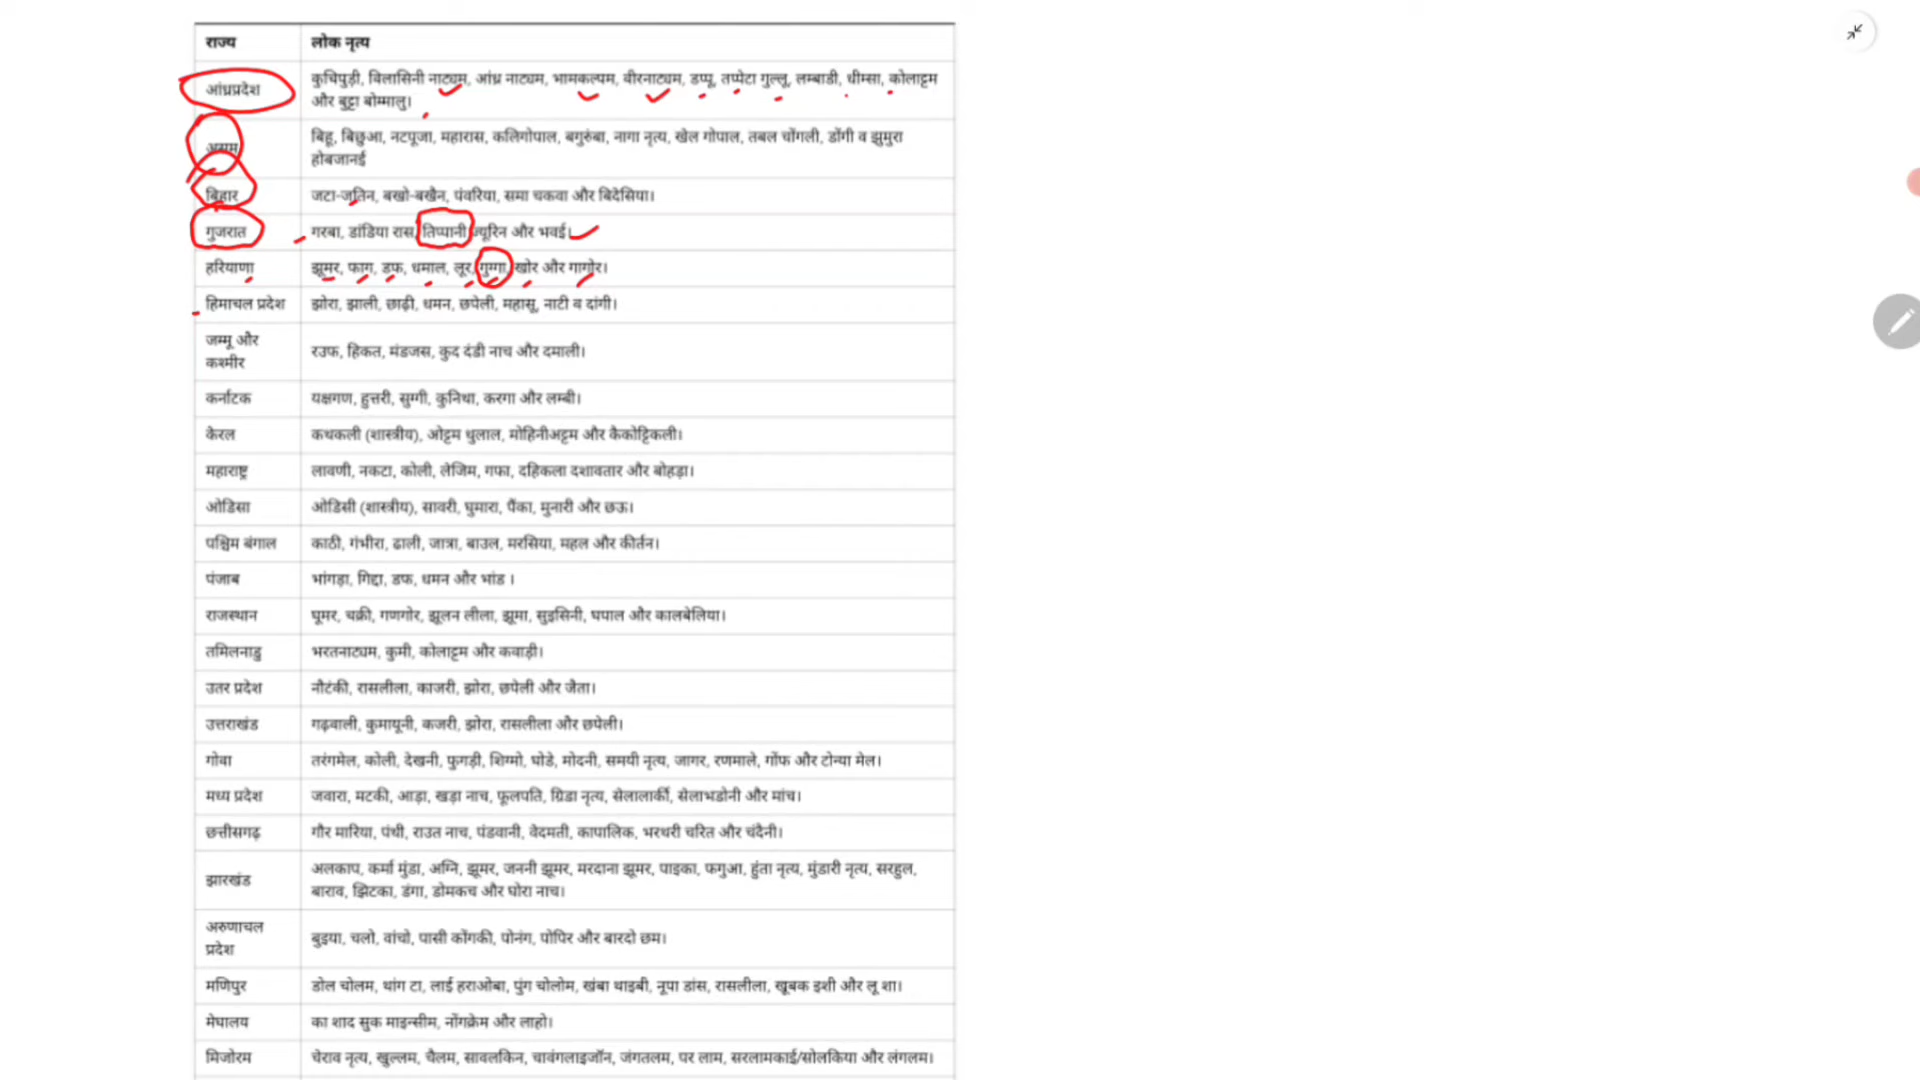 राज्य लोक नृत्य
आंध्रप्रदेश कुचिपुड़ी, विलासिनी नाट्यम, आंध्र नाट्यम, भामकल्पम, वीरनाट्यम, डप्पू, तप्पेटा गुल्लू, लम्बाडी, धीम्सा, कोलाट्टम
और बुट्टा बोम्मालु।
असम बिहू, बिछुआ, नटपूजा, महारास, कलिगोपाल, बगुरुंबा, नागा नृत्य, खेल गोपाल, तबल चोंगली, डोंगी व झुमुरा
होबजानई
बिहार जटा-जतिन, बखो-बखैन, पंवरिया, समा चकवा और बिदेसिया।
गुजरात गरबा, डांडिया रास, तिप्पानी ज्यूरिन और भवई।
हरियाणा झूमर, फाग, डफ, धमाल, लूर, गुग्गा, खोर और गागोर।
हिमाचल प्रदेश झोरा, झाली, छाढ़ी, धमन, छपेली, महासू, नाटी व दांगी।
जम्मू और
कश्मीर रउफ, हिकत, मंडजस, कुद दंडी नाच और दमाली।
कर्नाटक यक्षगण, हुत्तरी, सुग्गी, कुनिथा, करगा और लम्बी।
केरल कथकली (शास्त्रीय), ओट्टम थुलाल, मोहिनीअट्टम और कैकोट्टिकली।
महाराष्ट्र लावणी, नकटा, कोली, लेजिम, गफा, दहिकला दशावतार और बोहड़ा।
ओडिसा ओडिसी (शास्त्रीय), सावरी, घुमारा, पैंका, मुनारी और छऊ।
पश्चिम बंगाल काठी, गंभीरा, ढाली, जात्रा, बाउल, मरसिया, महल और कीर्तन।
पंजाब भांगड़ा, गिद्दा, डफ, धमन और भांड ।
राजस्थान घूमर, चक्री, गणगोर, झूलन लीला, झूमा, सुइसिनी, घपाल और कालबेलिया।
तमिलनाडु भरतनाट्यम, कुमी, कोलाट्टम और कवाड़ी।
उतर प्रदेश नौटंकी, रासलीला, काजरी, झोरा, छपेली और जैता।
उत्तराखंड गढ़वाली, कुमायूनी, कजरी, झोरा, रासलीला और छपेली।
गोवा तरंगमेल, कोली, देखनी, फुगड़ी, शिग्मो, घोडे, मोदनी, समयी नृत्य, जागर, रणमाले, गोंफ और टोन्या मेल।
मध्य प्रदेश जवारा, मटकी, आड़ा, खड़ा नाच, फूलपति, ग्रिडा नृत्य, सेलालार्की, सेलाभडोनी और मांच।
छत्तीसगढ़ गौर मारिया, पंथी, राउत नाच, पंडवानी, वेदमती, कापालिक, भरथरी चरित और चंदैनी।
झारखंड अलकाप, कर्मा मुंडा, अग्नि, झूमर, जननी झूमर, मरदाना झूमर, पाइका, फगुआ, हुंता नृत्य, मुंडारी नृत्य, सरहुल,
बाराव, झिटका, डंगा, डोमकच और घोरा नाच।
अरुणाचल
प्रदेश बुइया, चलो, वांचो, पासी कोंगकी, पोनंग, पोपिर और बारदो छम।
मणिपुर डोल चोलम, थांग टा, लाई हराओबा, पुंग चोलोम, खंबा थाइबी, नूपा डांस, रासलीला, खूबक इशी और लू शा।
मेघालय का शाद सुक माइन्सीम, नोंगक्रेम और लाहो।
मिजोरम चेराव नृत्य, खुल्लम, चैलम, सावलकिन, चावंगलाइजॉन, जंगतलम, पर लाम, सरलामकाई/सोलकिया और लंगलम।